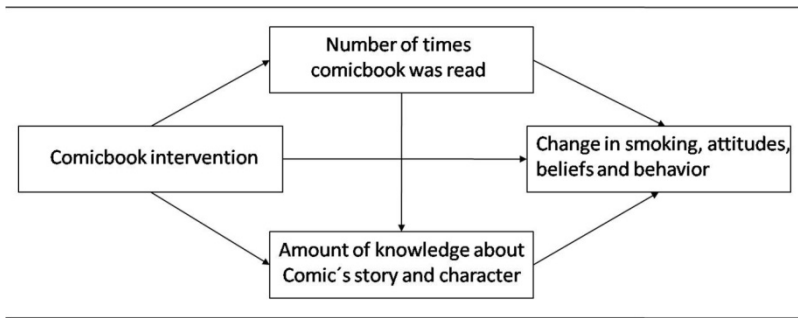 Number of times
comicbook was read
Comicbook intervention
Change in smoking, attitudes,
beliefs and behavior
Amount of knowledge about
Comic´s story and character